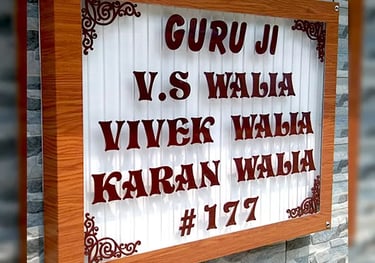 GURU JI
V.S WALIA
VIVEK WALIA
KARAN WALIA
# 177